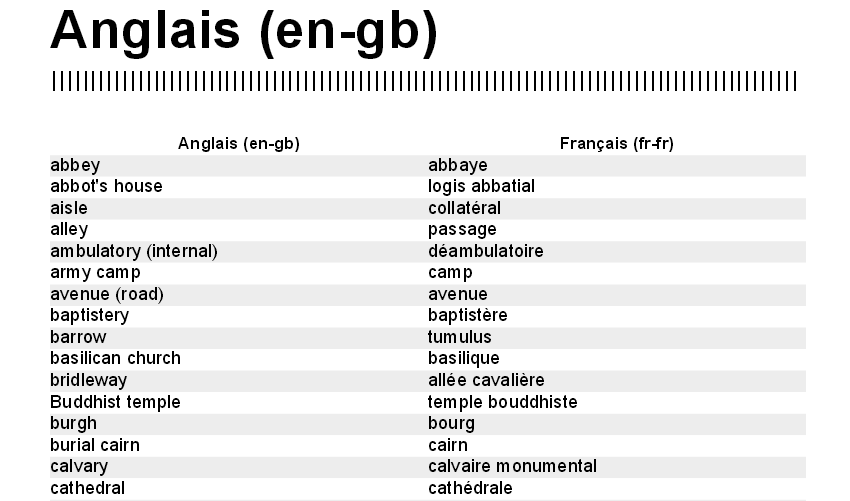 Anglais (en-gb)
Anglais (en-gb) Français (fr-fr)
abbey abbaye
abbot's house logis abbatial
aisle collatéral
alley passage
ambulatory (internal) déambulatoire
army camp camp
avenue (road) avenue
baptistery baptistère
barrow tumulus
basilican church basilique
bridleway allée cavalière
Buddhist temple temple bouddhiste
burgh bourg
burial cairn cairn
calvary calvaire monumental
cathedral cathédrale